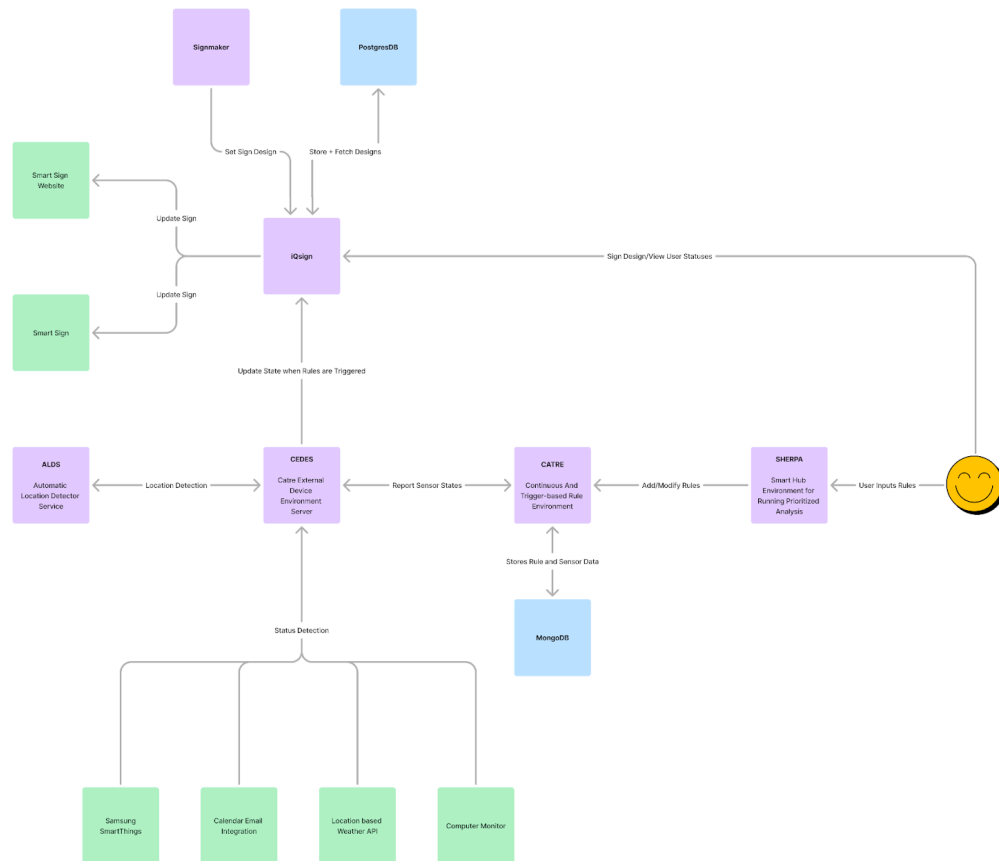 Signmaker
PostgresDB
Set Sign Design
Store + Fetch Designs
Smart Sign
Website
Update Sign
iQsign
Sign Design/View User Statuses
Update Sign
Smart Sign
Update State when Rules are Triggered
ALDS
Automatic
Location Detector
Service
Location Detection
CEDES
Catre External
Device
Environment
Server
Report Sensor States
CATRE
Continuous And
Trigger-based Rule
Environment
Add/Modify Rules
SHERPA
Smart Hub
Environment for
Running Prioritized
Analysis
User Inputs Rules
Stores Rule and Sensor Data
MongoDB
Status Detection
Samsung
SmartThings
Calendar Email
Integration
Location based
Weather API
Computer Monitor